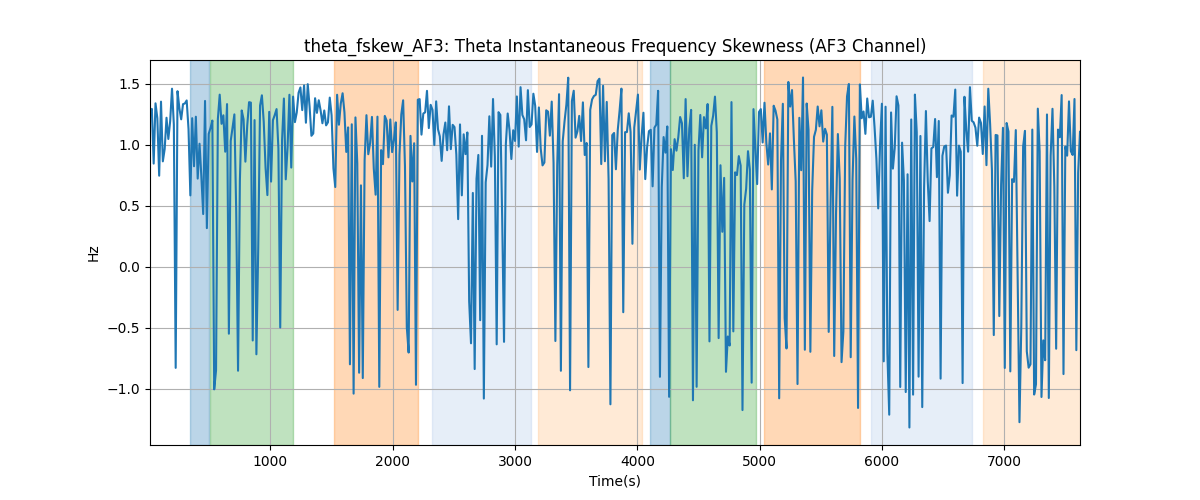 theta_fskew_AF3: Theta Instantaneous Frequency Skewness (AF3 Channel)
1.5
1.0
0.5
0.0
−0.5
−1.0
Hz
1000 2000 3000 4000 5000 6000 7000
Time(s)